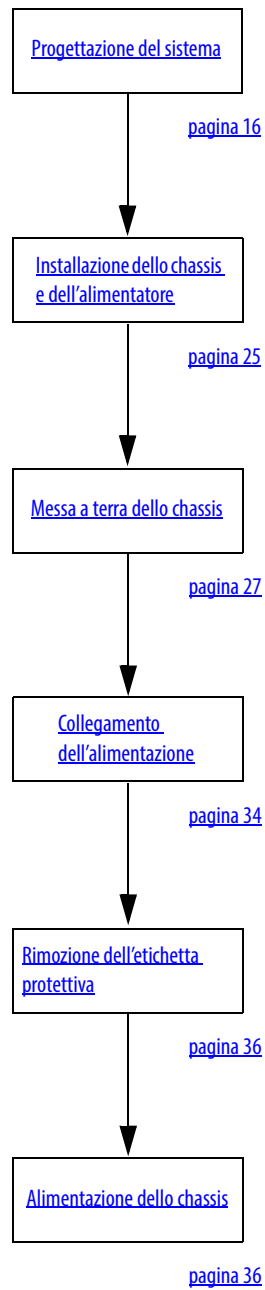 Progettazione del sistema
pagina 16
Installazione dello chassis
e dell'alimentatore
pagina 25
Messa a terra dello chassis
pagina 27
Collegamento
dell'alimentazione
pagina 34
Rimozione dell'etichetta
protettiva
pagina 36
Alimentazione dello chassis
pagina 36